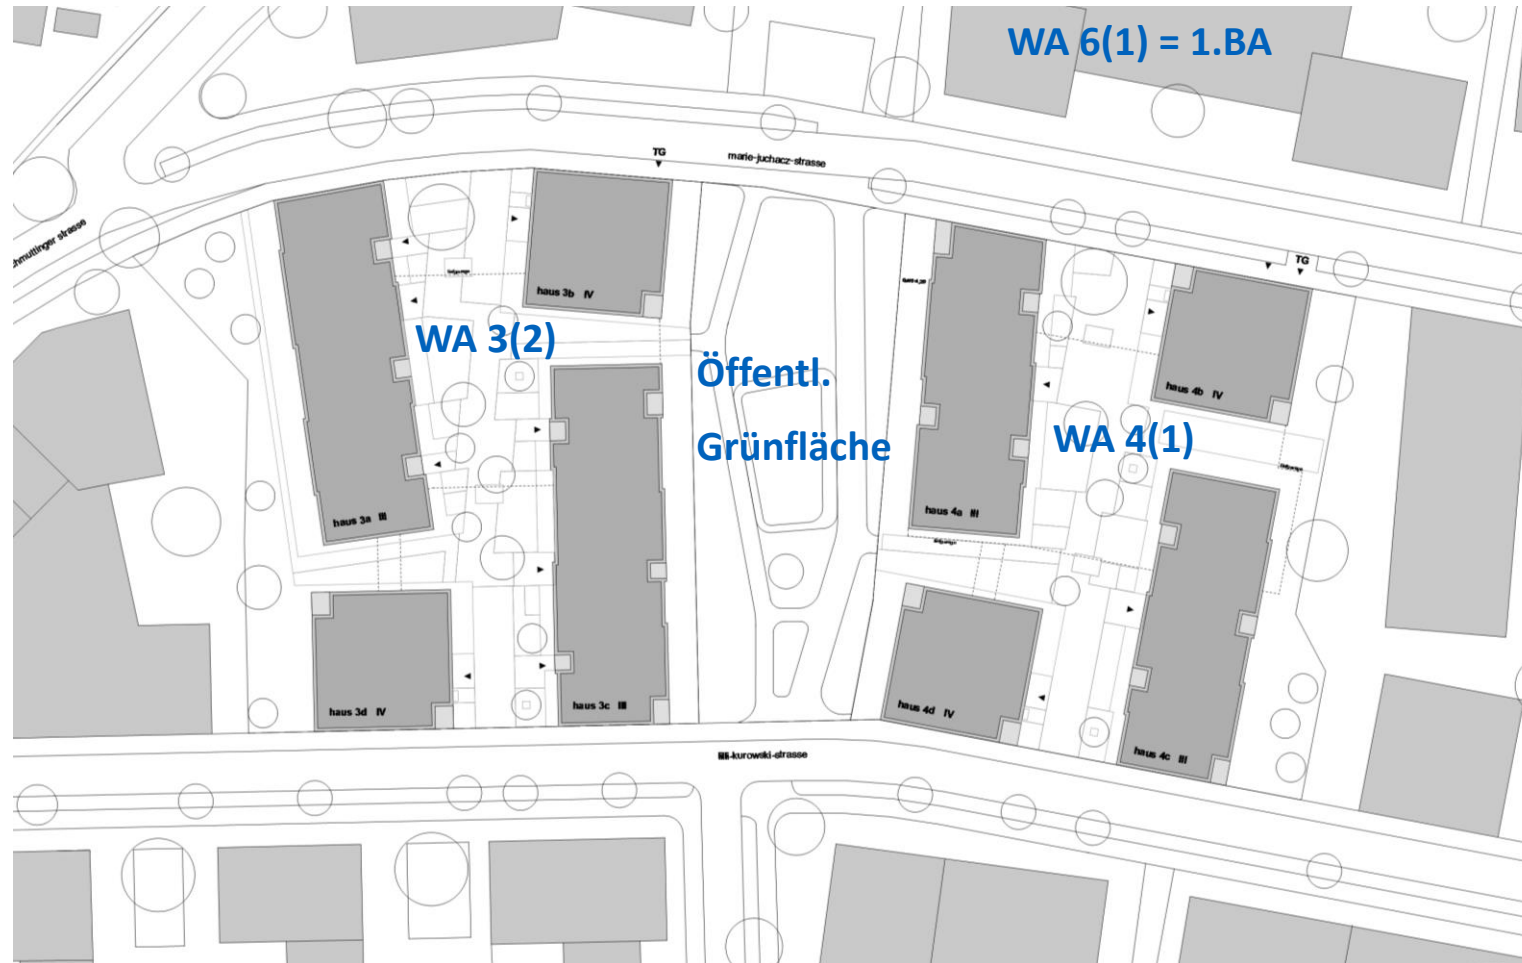 WA 6(1) = 1.BA
TG
marie-juchacz-strasse
TG
haus 3b IV
haus 4b IV
WA 3(2)
Öffentl.
Grünfläche
WA 4(1)
haus 3a III
haus 4a III
haus 3d IV
haus 3c III
haus 4d IV
haus 4c III
-kurowski-strasse